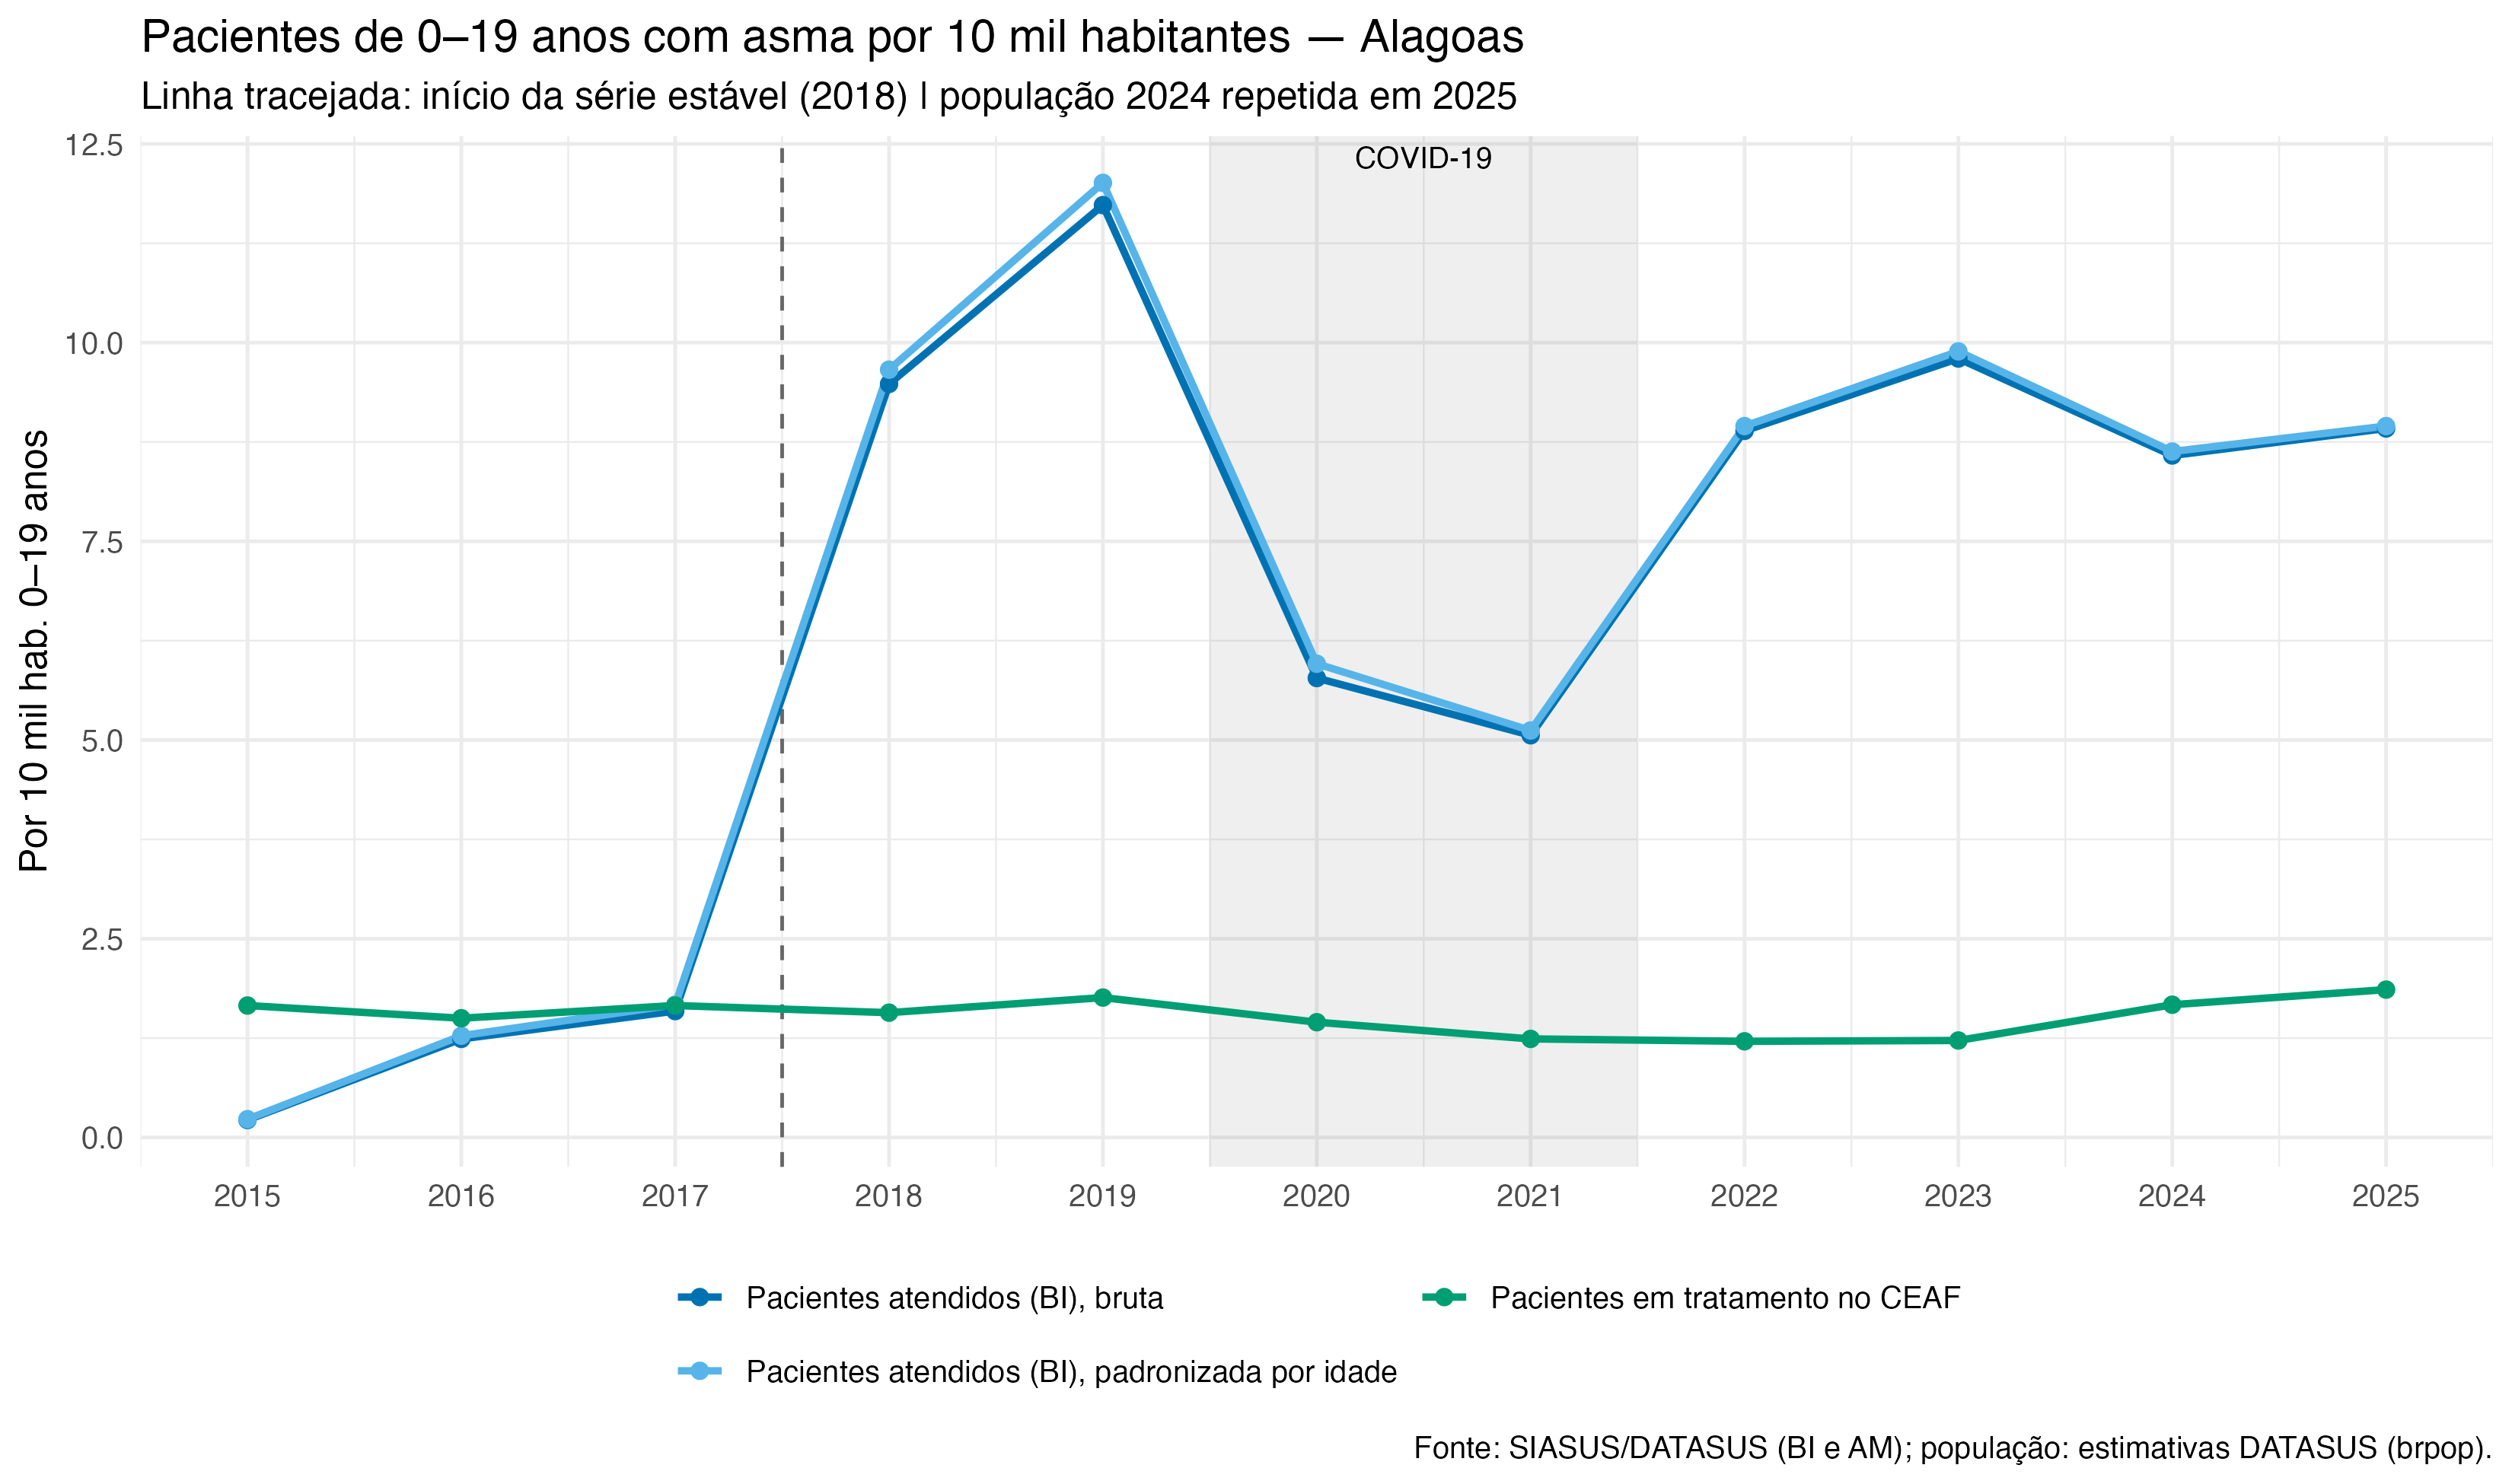 Pacientes de 0–19 anos com asma por 10 mil habitantes — Alagoas
Linha tracejada: início da série estável (2018) | população 2024 repetida em 2025
Por 10 mil hab. 0–19 anos
12.5
10.0
7.5
5.0
2.5
0.0
COVID-19
2015 2016 2017 2018 2019 2020 2021 2022 2023 2024 2025
Pacientes atendidos (BI), bruta
Pacientes em tratamento no CEAF
Pacientes atendidos (BI), padronizada por idade
Fonte: SIASUS/DATASUS (BI e AM); população: estimativas DATASUS (brpop).